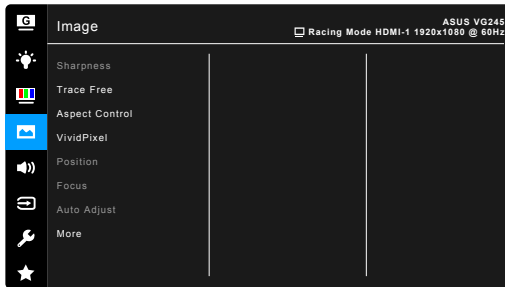 G
Image
ASUS VG245
Racing Mode HDMI-1 1920x1080 @ 60Hz
Sharpness
Trace Free
Aspect Control
VividPixel
Position
Focus
Auto Adjust
More